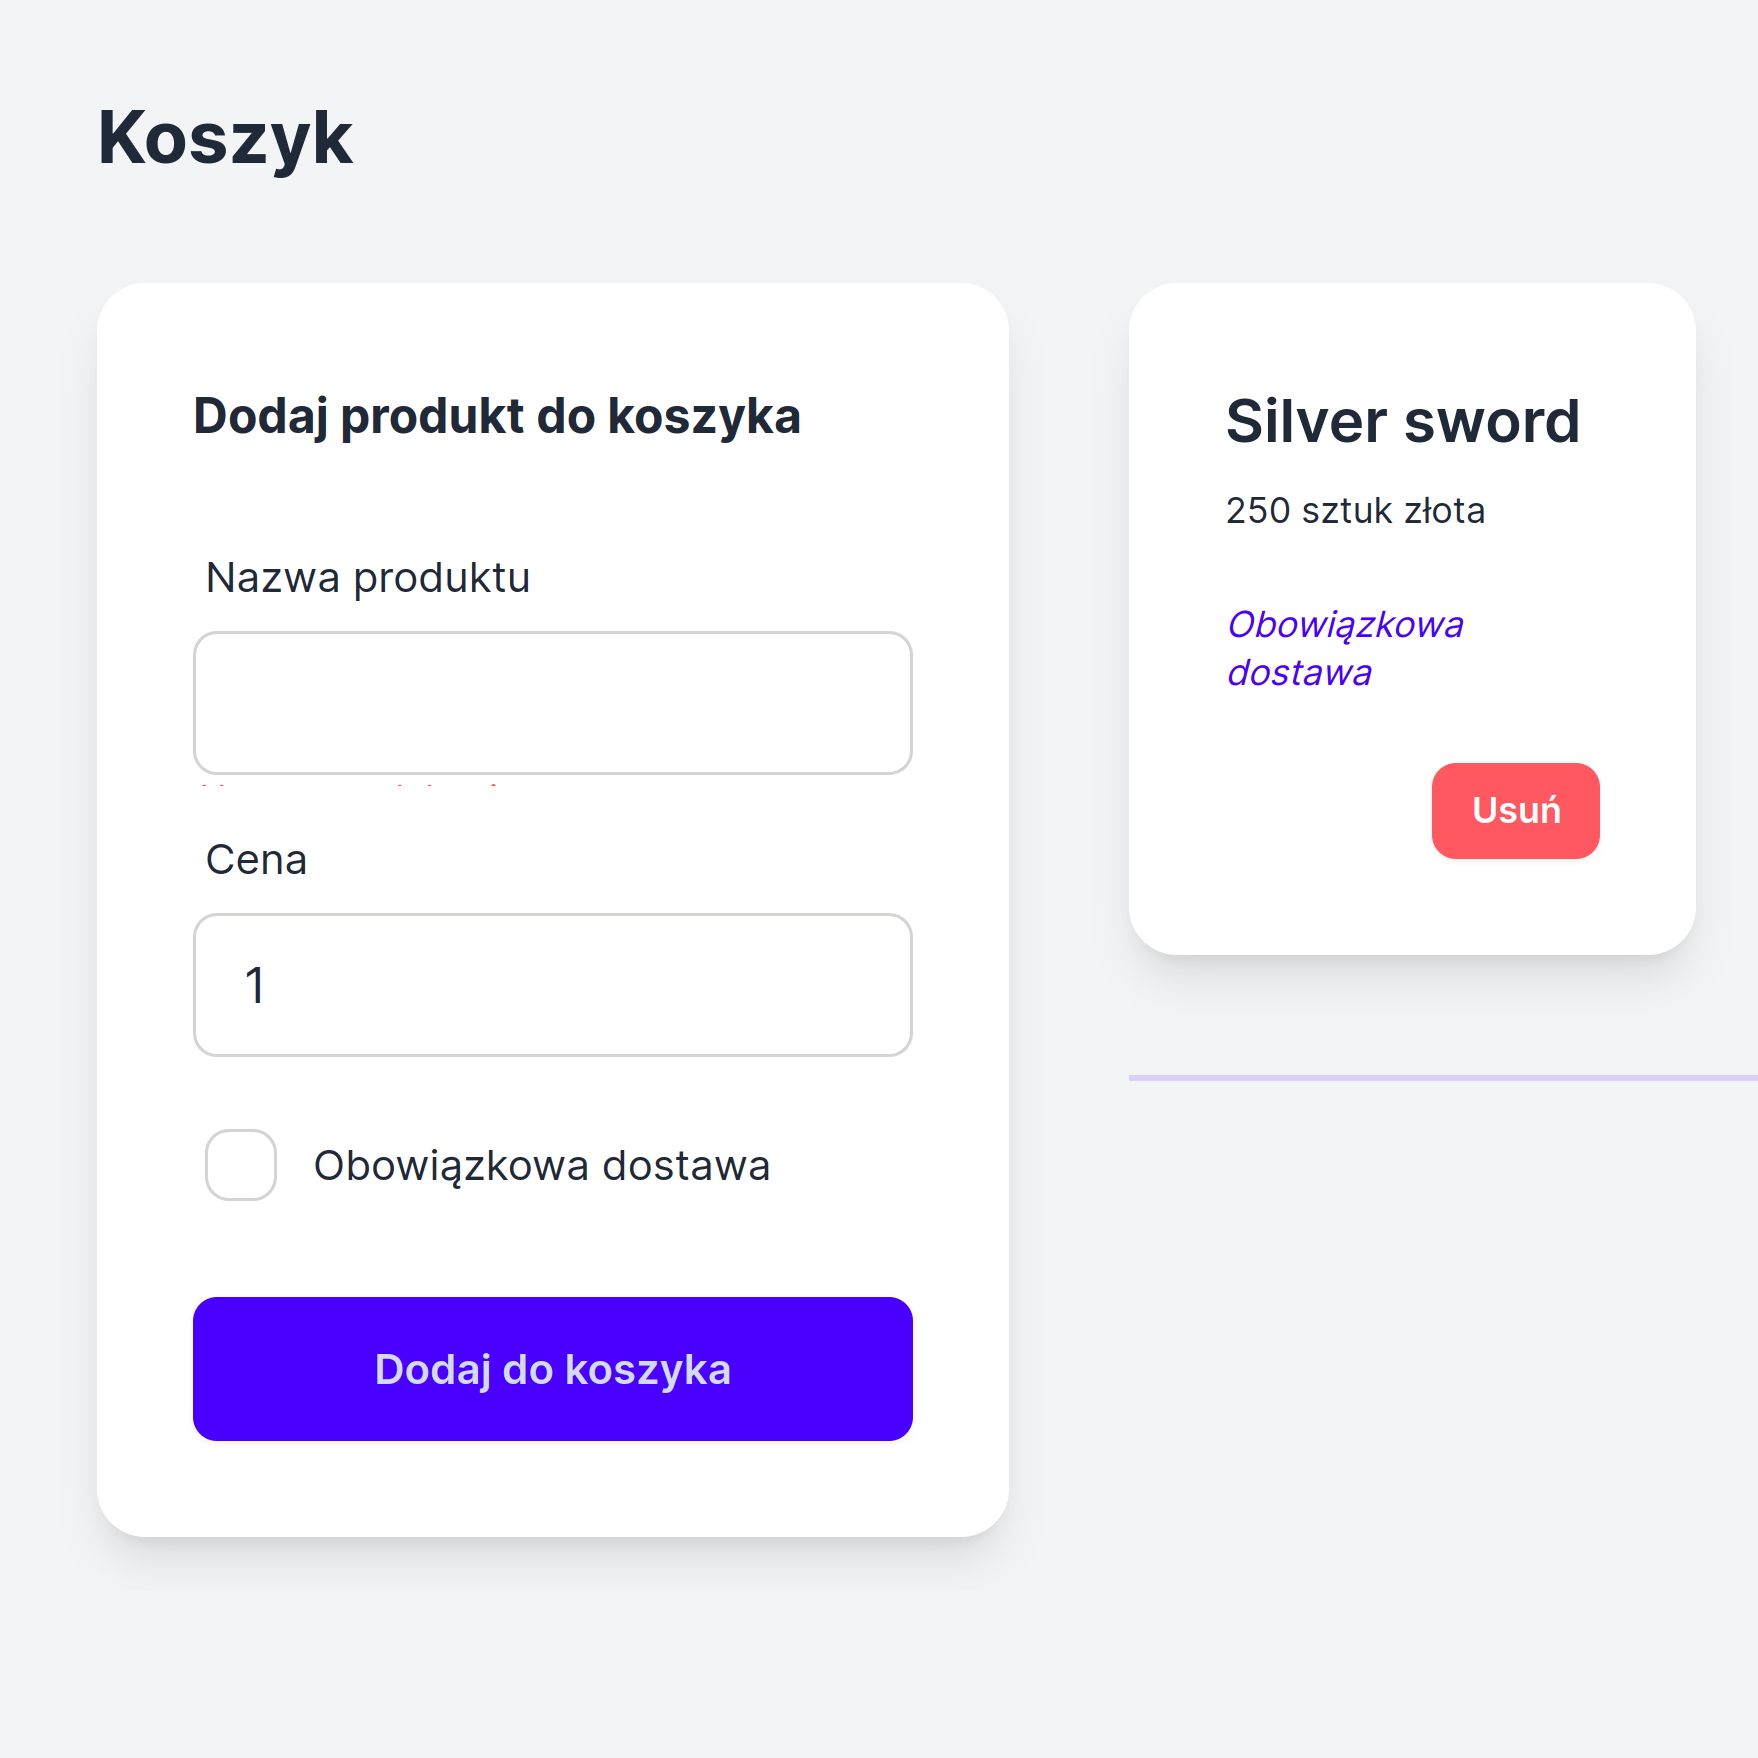 Koszyk
Dodaj produkt do koszyka
Nazwa produktu
Cena
1
Obowiązkowa dostawa
Dodaj do koszyka
Silver sword
250 sztuk złota
Obowiązkowa
dostawa
Usuń